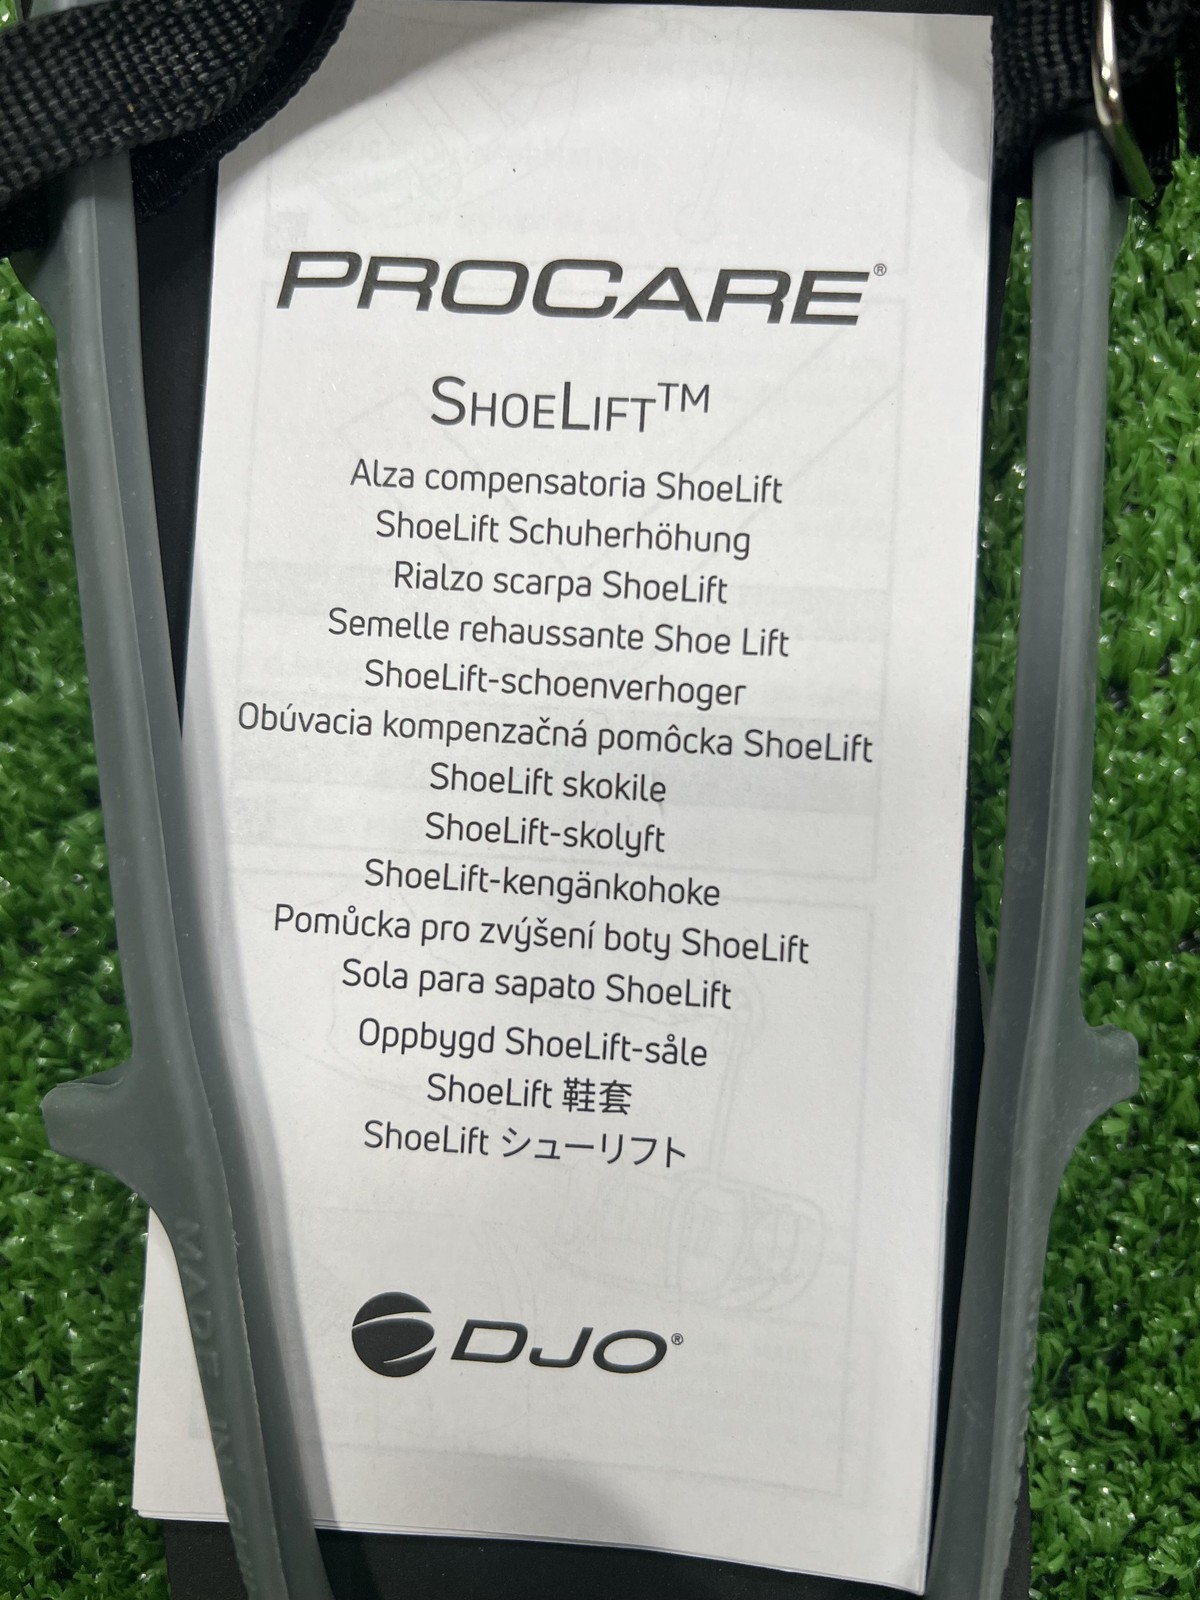 PROCARE®
SHOELIFT™
Alza compensatoria ShoeLift
ShoeLift Schuherhöhung
Rialzo scarpa ShoeLift
Semelle rehaussante Shoe Lift
ShoeLift-schoenverhoger
Obúvacia kompenzačná pomôcka ShoeLift
ShoeLift skokile
ShoeLift-skolyft
ShoeLift-kengänkohoke
Pomůcka pro zvýšení boty ShoeLift
Sola para sapato ShoeLift
Oppbygd ShoeLift-såle
ShoeLift 鞋套
ShoeLift シューリフト
DJO®
MADE IN